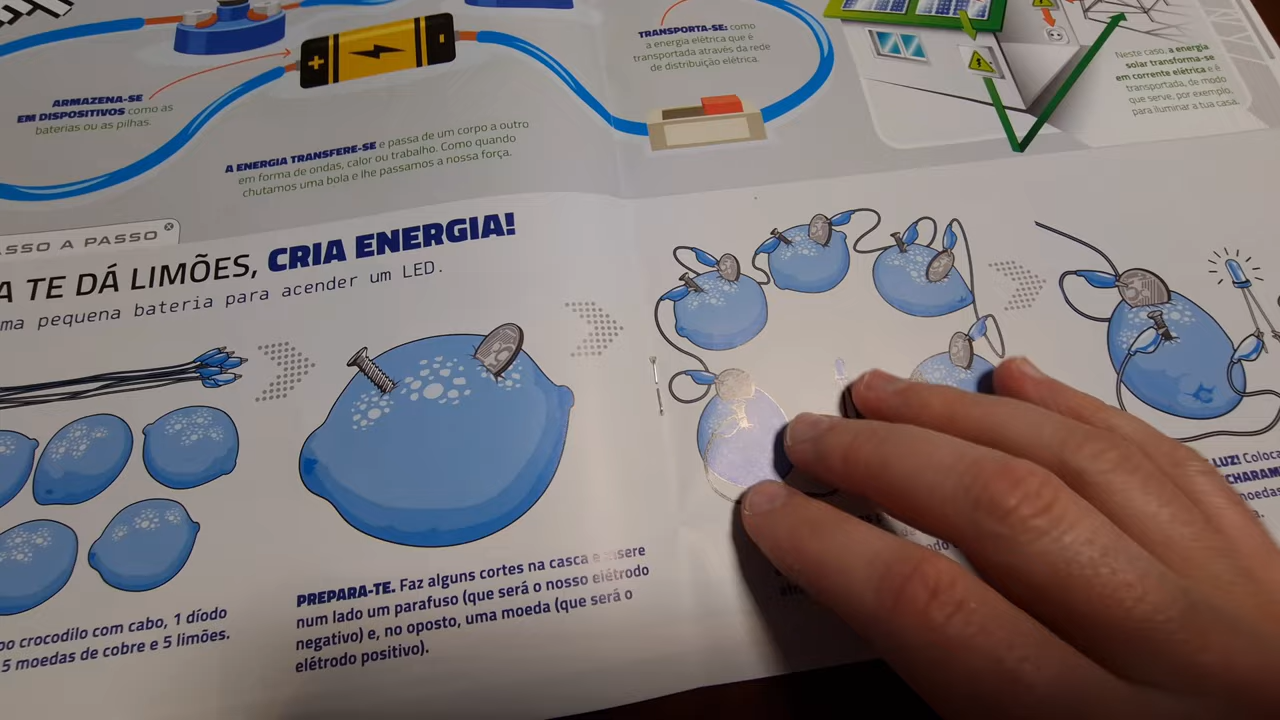 ARMAZENA-SE
EM DISPOSITIVOS como as
baterias ou as pilhas.
A ENERGIA TRANSFERE-SE e passa de um corpo a outro
em forma de ondas, calor ou trabalho. Como quando
chutamos uma bola e lhe passamos a nossa força.
TRANSPORTA-SE: como
a energia elétrica que é
transportada através da rede
de distribuição elétrica.
Neste caso, a energia
solar transforma-se
em corrente elétrica e é
transportada, de modo
que serve, por exemplo,
para iluminar a tua casa.
ASSO A PASSO
A TE DÁ LIMÕES, CRIA ENERGIA!
ma pequena bateria para acender um LED.
po crocodilo com cabo, 1 díodo
5 moedas de cobre e 5 limões.
PREPARA-TE. Faz alguns cortes na casca e insere
num lado um parafuso (que será o nosso elétrodo
negativo) e, no oposto, uma moeda (que será o
elétrodo positivo).
LUZ! Coloca
CHARAM
moedas